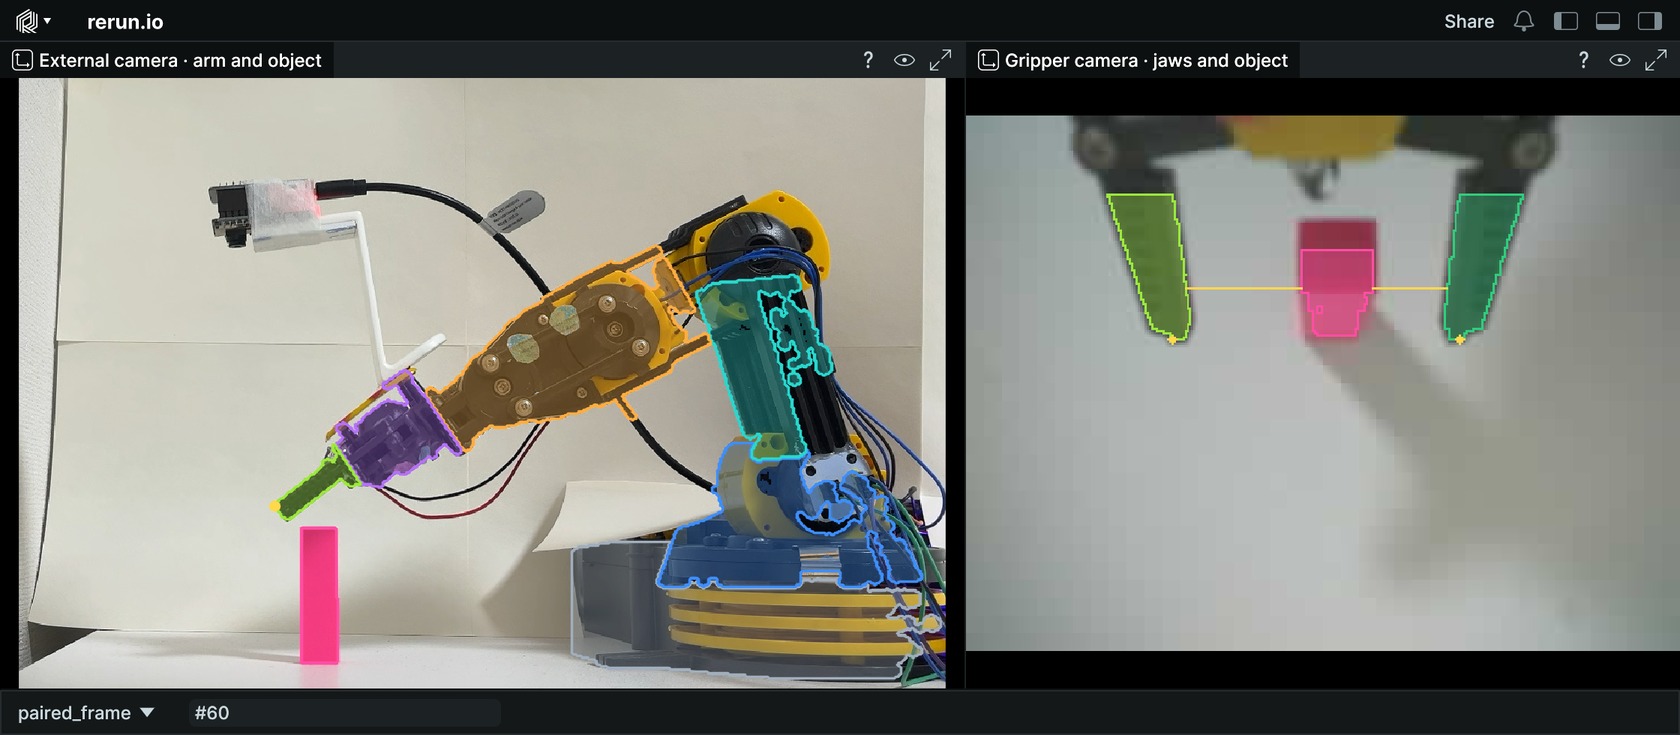 rerun.io
Share
External camera · arm and object
?
Gripper camera · jaws and object
?
paired_frame
#60